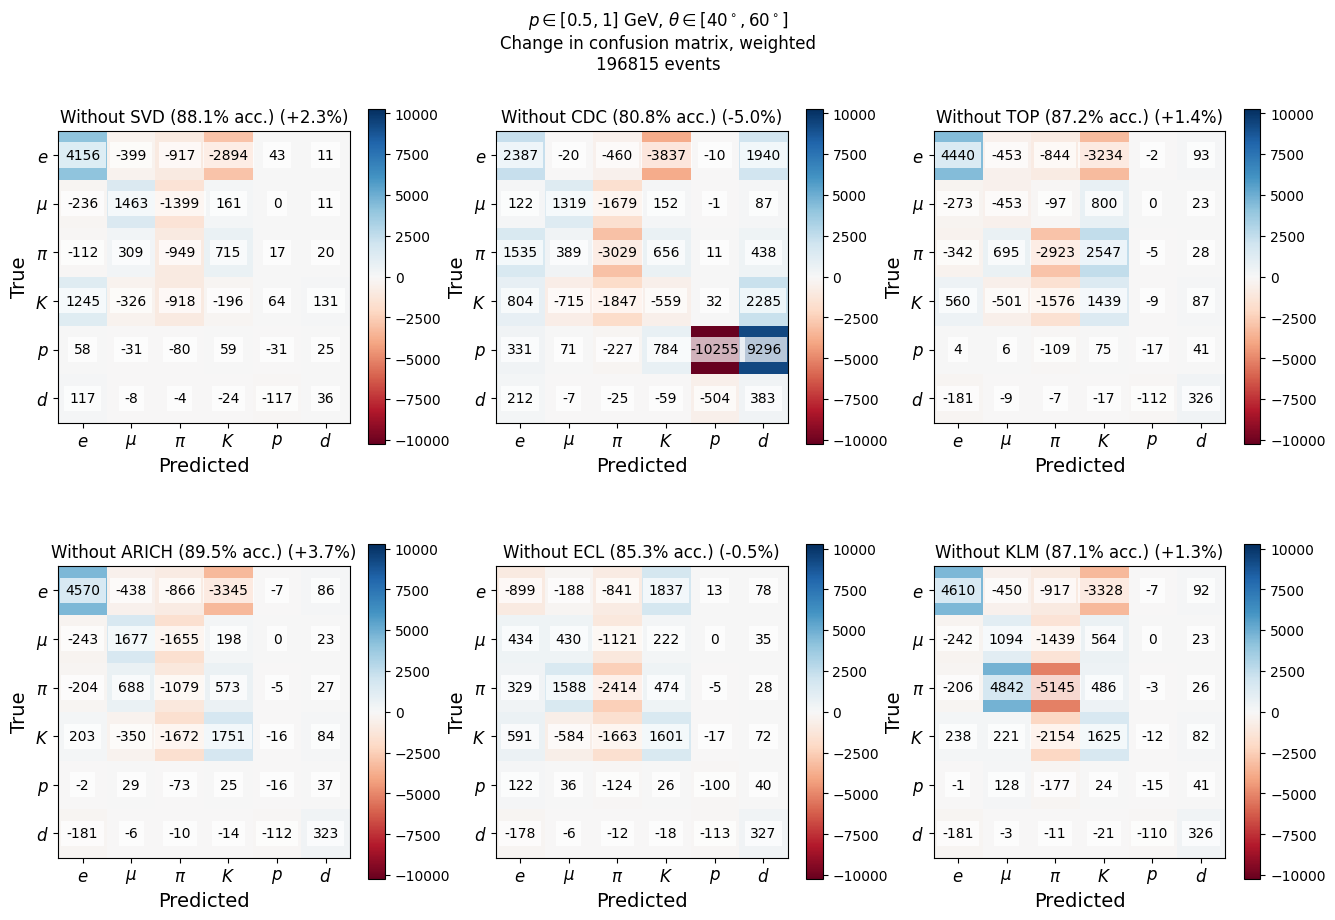 p ∈ [0.5, 1] GeV, θ ∈ [40°, 60°]
Change in confusion matrix, weighted
196815 events
Without SVD (88.1% acc.) (+2.3%)
True
e 4156 -399 -917 -2894 43 11
μ -236 1463 -1399 161 0 11
π -112 309 -949 715 17 20
K 1245 -326 -918 -196 64 131
p 58 -31 -80 59 -31 25
d 117 -8 -4 -24 -117 36
e μ π K p d
Predicted
10000
7500
5000
2500
0
−2500
−5000
−7500
−10000
Without CDC (80.8% acc.) (-5.0%)
True
e 2387 -20 -460 -3837 -10 1940
μ 122 1319 -1679 152 -1 87
π 1535 389 -3029 656 11 438
K 804 -715 -1847 -559 32 2285
p 331 71 -227 784 -10255 9296
d 212 -7 -25 -59 -504 383
e μ π K p d
Predicted
10000
7500
5000
2500
0
−2500
−5000
−7500
−10000
Without TOP (87.2% acc.) (+1.4%)
True
e 4440 -453 -844 -3234 -2 93
μ -273 -453 -97 800 0 23
π -342 695 -2923 2547 -5 28
K 560 -501 -1576 1439 -9 87
p 4 6 -109 75 -17 41
d -181 -9 -7 -17 -112 326
e μ π K p d
Predicted
10000
7500
5000
2500
0
−2500
−5000
−7500
−10000
Without ARICH (89.5% acc.) (+3.7%)
True
e 4570 -438 -866 -3345 -7 86
μ -243 1677 -1655 198 0 23
π -204 688 -1079 573 -5 27
K 203 -350 -1672 1751 -16 84
p -2 29 -73 25 -16 37
d -181 -6 -10 -14 -112 323
e μ π K p d
Predicted
10000
7500
5000
2500
0
−2500
−5000
−7500
−10000
Without ECL (85.3% acc.) (-0.5%)
True
e -899 -188 -841 1837 13 78
μ 434 430 -1121 222 0 35
π 329 1588 -2414 474 -5 28
K 591 -584 -1663 1601 -17 72
p 122 36 -124 26 -100 40
d -178 -6 -12 -18 -113 327
e μ π K p d
Predicted
10000
7500
5000
2500
0
−2500
−5000
−7500
−10000
Without KLM (87.1% acc.) (+1.3%)
True
e 4610 -450 -917 -3328 -7 92
μ -242 1094 -1439 564 0 23
π -206 4842 -5145 486 -3 26
K 238 221 -2154 1625 -12 82
p -1 128 -177 24 -15 41
d -181 -3 -11 -21 -110 326
e μ π K p d
Predicted
10000
7500
5000
2500
0
−2500
−5000
−7500
−10000